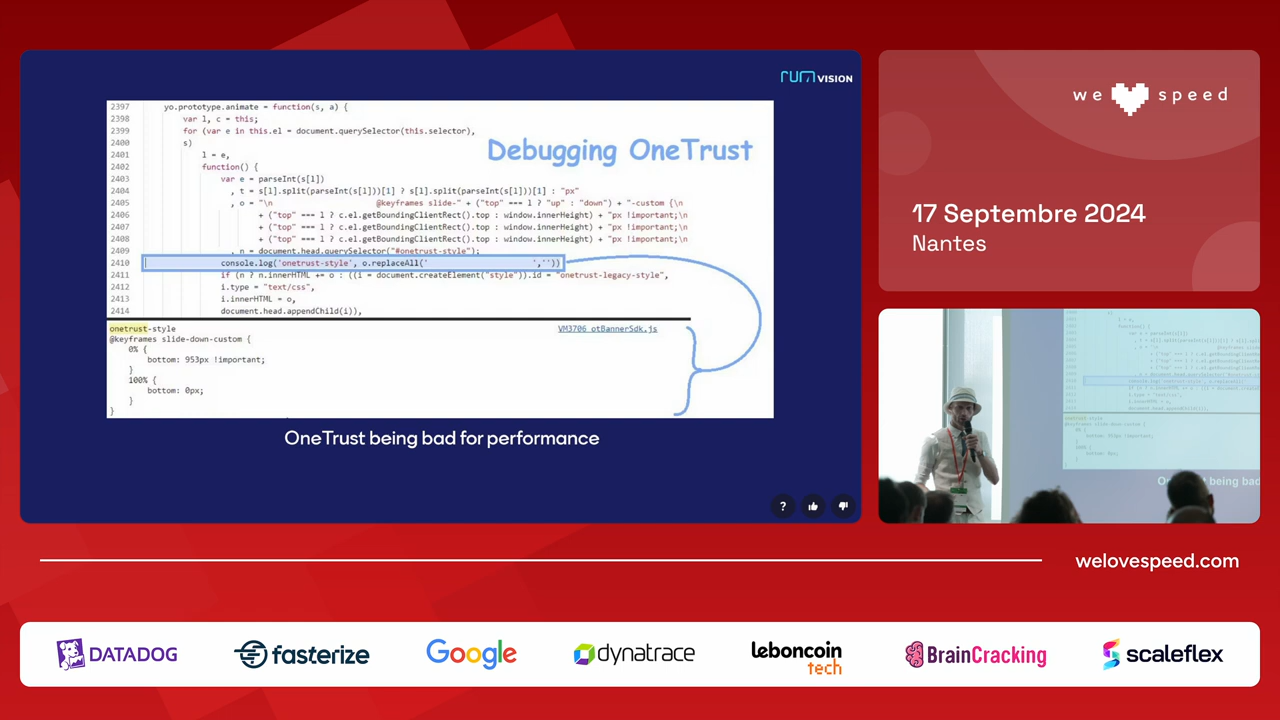 rum VISION
Debugging OneTrust
2397 yo.prototype.animate = function(s, a) {
2398 var l, c = this;
2399 for (var e in this.el = document.querySelector(this.selector),
2400 s)
2401 l = e,
2402 function() {
2403 var e = parseInt(s[l])
2404 , t = s[l].split(parseInt(s[l]))[1] ? s[l].split(parseInt(s[l]))[1] : "px"
2405 , o = "\n @keyframes slide-" + ("top" === l ? "up" : "down") + "-custom {\n
2406 + ("top" === l ? c.el.getBoundingClientRect().top : window.innerHeight) + "px !important;\n
2407 + ("top" === l ? c.el.getBoundingClientRect().top : window.innerHeight) + "px !important;\n
2408 + ("top" === l ? c.el.getBoundingClientRect().top : window.innerHeight) + "px !important;\n
2409 , n = document.head.querySelector("#onetrust-style");
2410 console.log('onetrust-style', o.replaceAll(' ',''))
2411 if (n ? n.innerHTML += o : ((i = document.createElement("style")).id = "onetrust-legacy-style",
2412 i.type = "text/css",
2413 i.innerHTML = o,
2414 document.head.appendChild(i)),
onetrust-style VM3706 otBannerSdk.js
@keyframes slide-down-custom {
0% {
bottom: 953px !important;
}
100% {
bottom: 0px;
}
}
OneTrust being bad for performance
?
we speed
17 Septembre 2024
Nantes
being bad
welovespeed.com
DATADOG
fasterize
Google
dynatrace
leboncoin
tech
BrainCracking
scaleflex